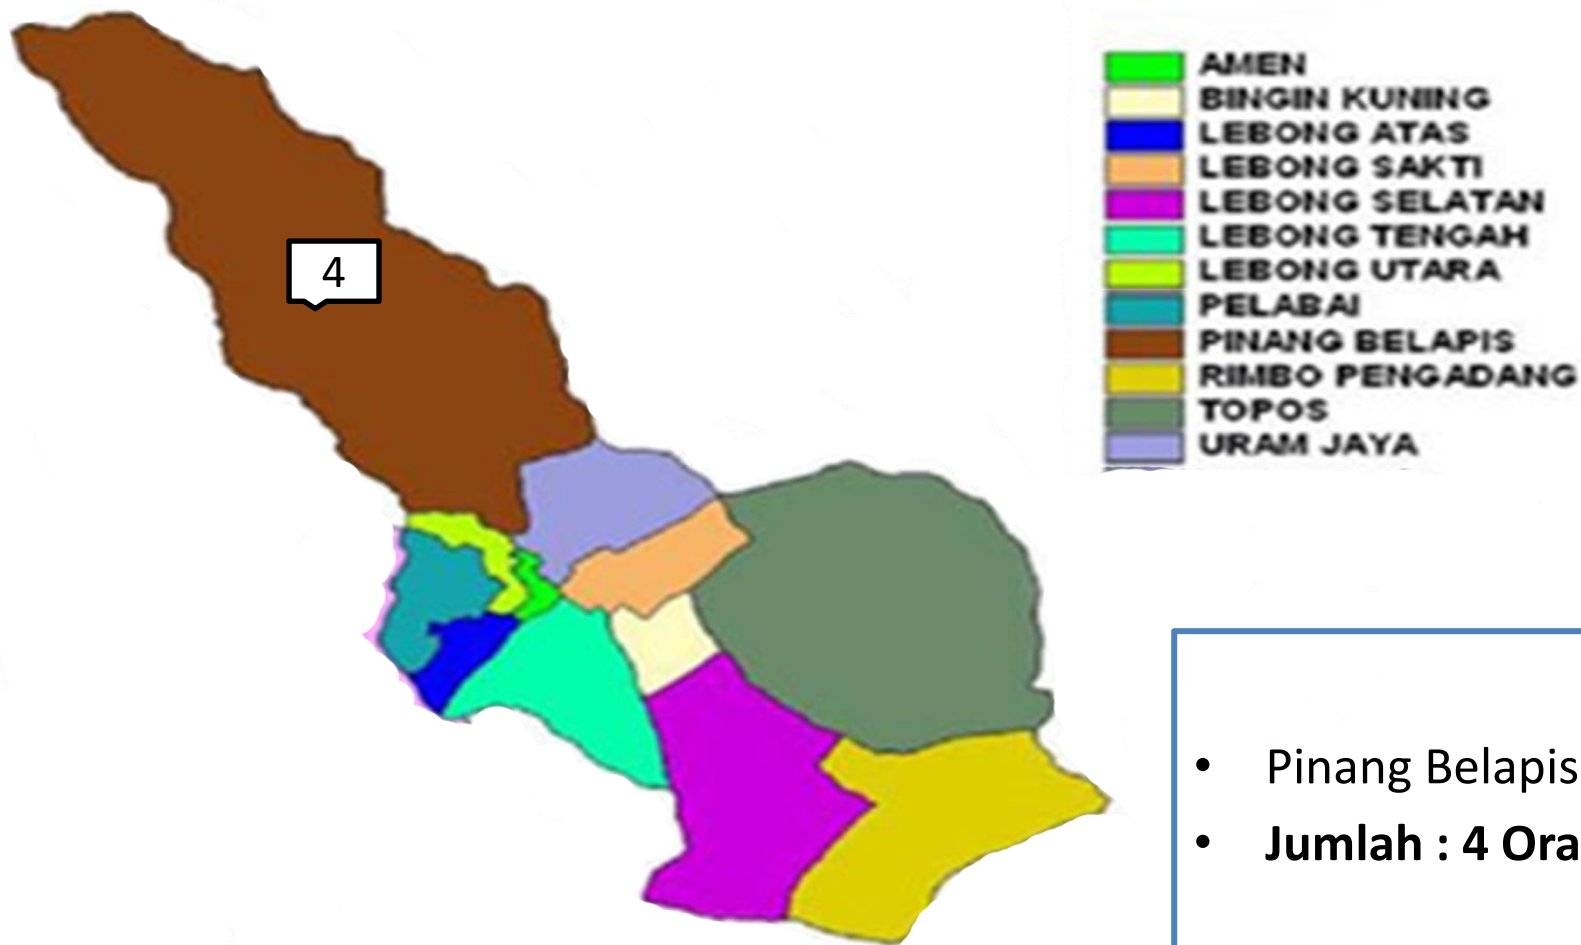 AMEN
BINGIN KUNING
LEBONG ATAS
LEBONG SAKTI
LEBONG SELATAN
LEBONG TENGAH
LEBONG UTARA
PELABAI
PINANG BELAPIS
RIMBO PENGADANG
TOPOS
URAM JAYA
4
• Pinang Belapis
• Jumlah : 4 Ora